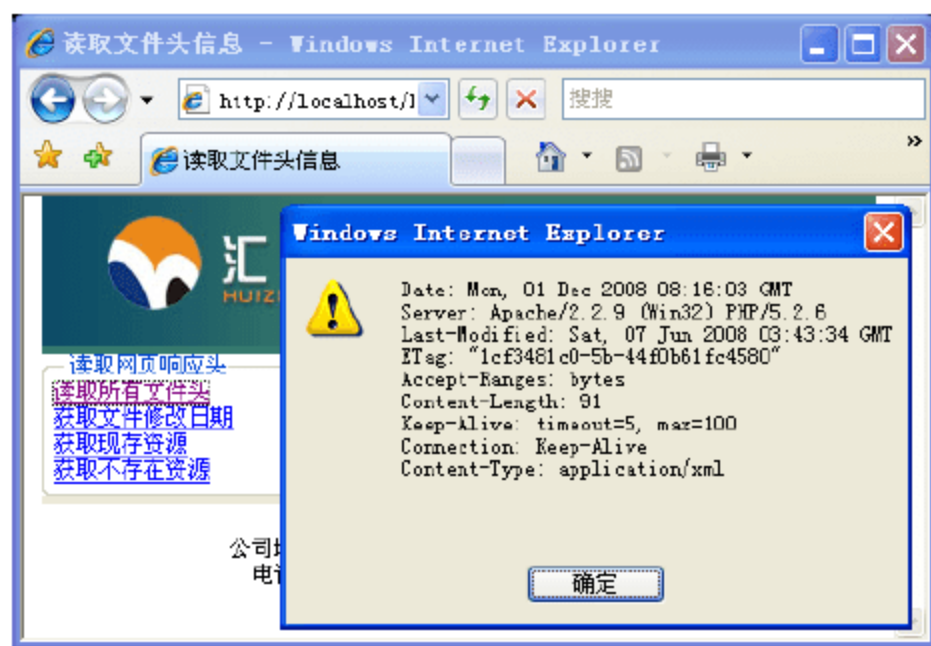 读取文件头信息 - Windows Internet Explorer
http://localhost/l
搜搜
读取文件头信息
»
汇
HUIZ
Windows Internet Explorer
Date: Mon, 01 Dec 2008 08:16:03 GMT
Server: Apache/2.2.9 (Win32) PHP/5.2.6
Last-Modified: Sat, 07 Jun 2008 03:43:34 GMT
ETag: "1cf3481c0-5b-44f0b61fc4580"
Accept-Ranges: bytes
Content-Length: 91
Keep-Alive: timeout=5, max=100
Connection: Keep-Alive
Content-Type: application/xml
确定
读取网页响应头
读取所有文件头
获取文件修改日期
获取现存资源
获取不存在资源
公司
电